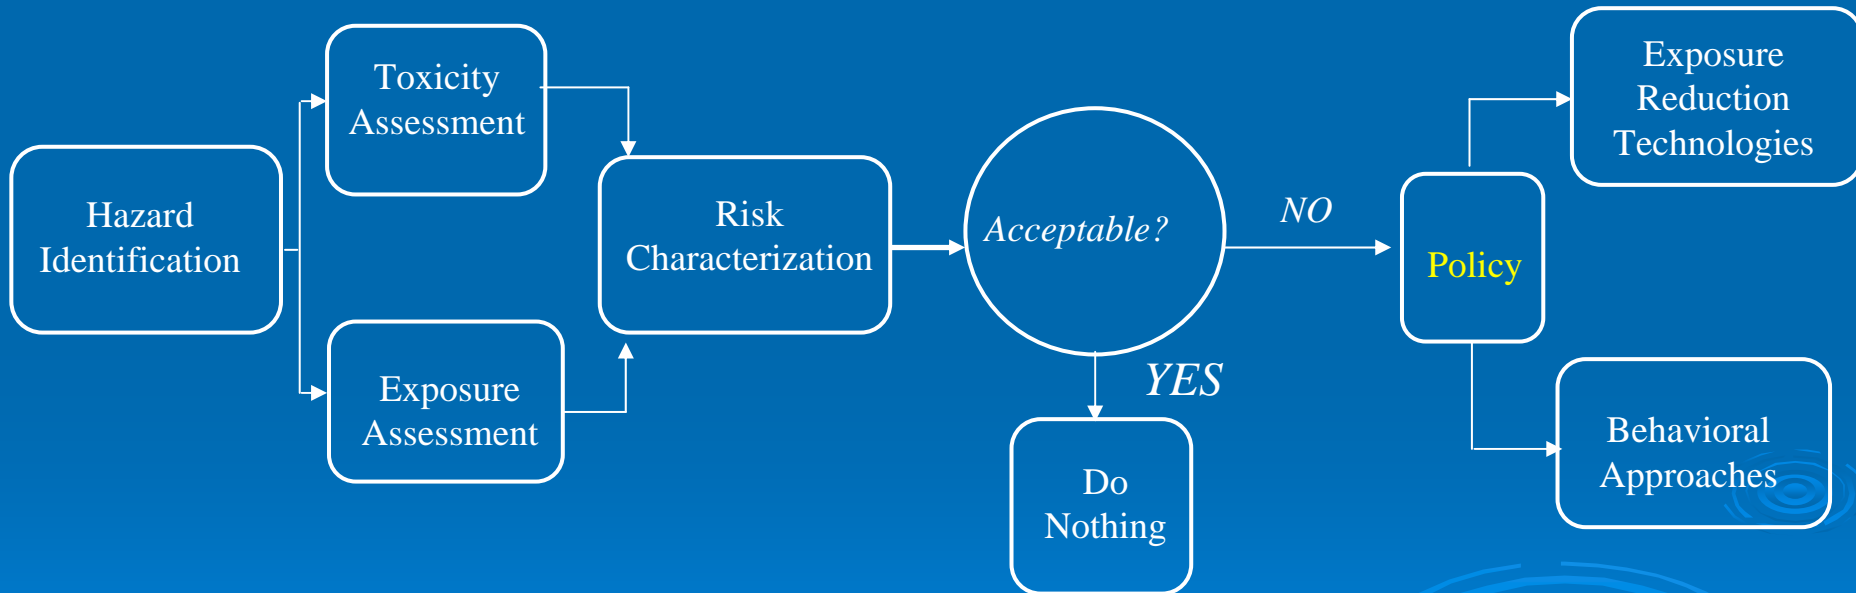 Hazard
Identification
Toxicity
Assessment
Exposure
Assessment
Risk
Characterization
Acceptable?
YES
Do
Nothing
NO
Policy
Exposure
Reduction
Technologies
Behavioral
Approaches